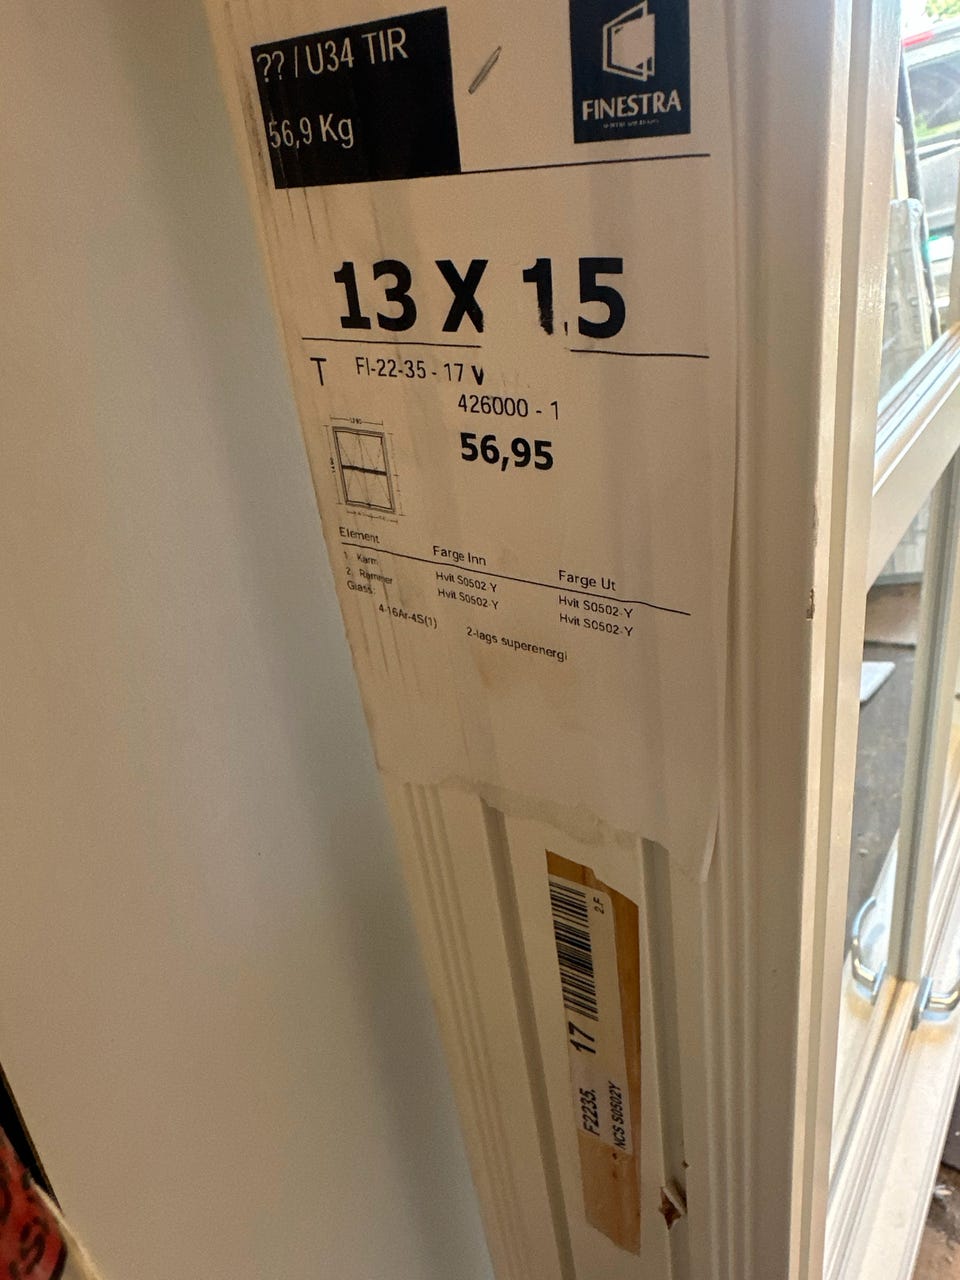 ?? / U34 TIR
56,9 Kg
FINESTRA
13 X 15
T FI-22-35 - 17 V
426000 - 1
56,95
Element Farge Inn Farge Ut
1. Karm Hvit S0502-Y Hvit S0502-Y
2. Rammer Hvit S0502-Y Hvit S0502-Y
Glass:
4-16Ar-4S(1) 2-lags superenergi
2.F
17
F2235.
NCS S0502Y